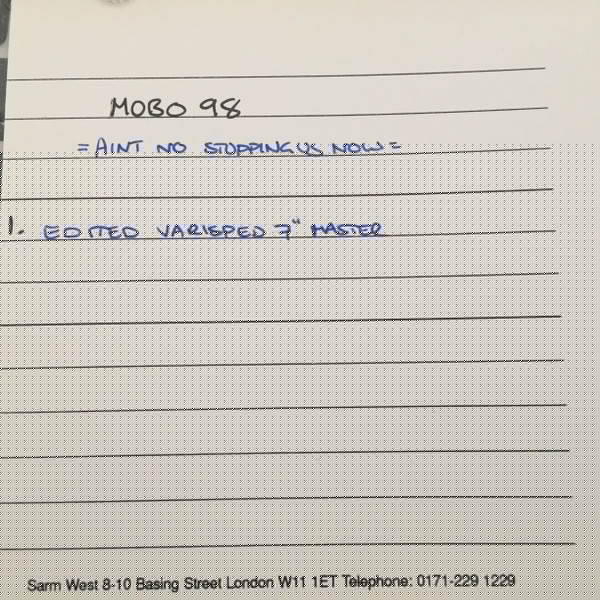 MOBO 98
= AINT NO STOPPING US NOW =
1. EDITED VARISPED 7" MASTER
Sarm West 8-10 Basing Street London W11 1ET Telephone: 0171-229 1229